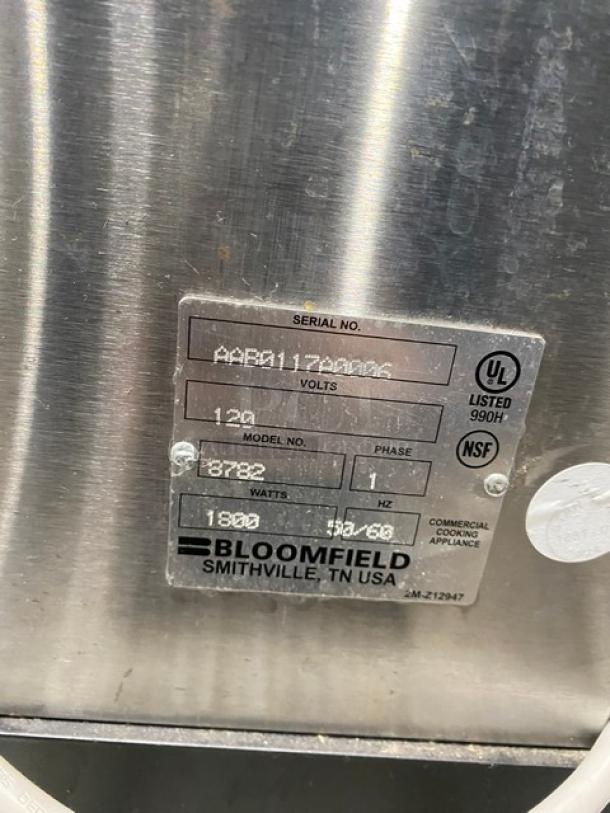 SERIAL NO.
AAB0117A0006
VOLTS
120
MODEL NO.
8782
PHASE
1
WATTS
1800
HZ
50/60
UL
LISTED
990H
NSF
COMMERCIAL
COOKING
APPLIANCE
BLOOMFIELD
SMITHVILLE, TN USA
2M-Z12947